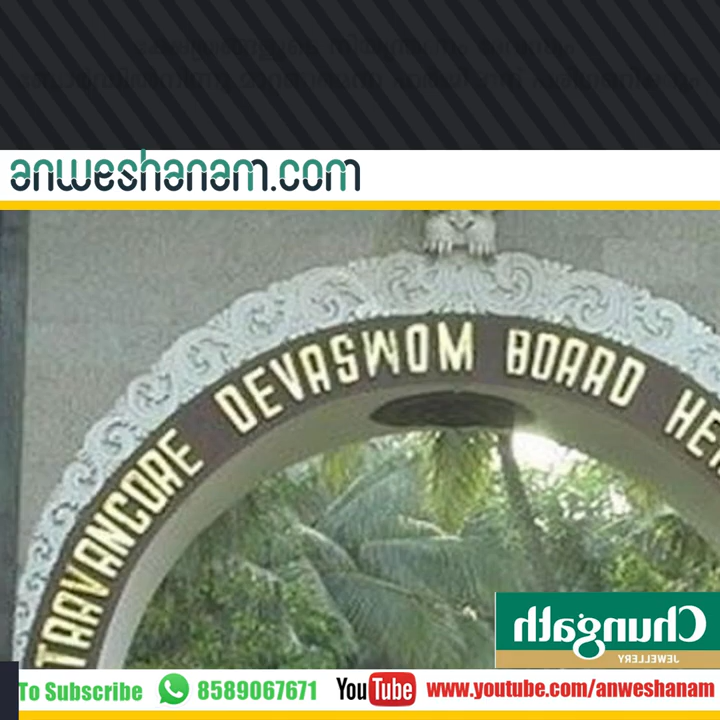 anweshanam.com
TRAVANCORE DEVASWOM BOARD HE
Chungath
JEWELLERY
To Subscribe 8589067671 YouTube www.youtube.com/anweshanam